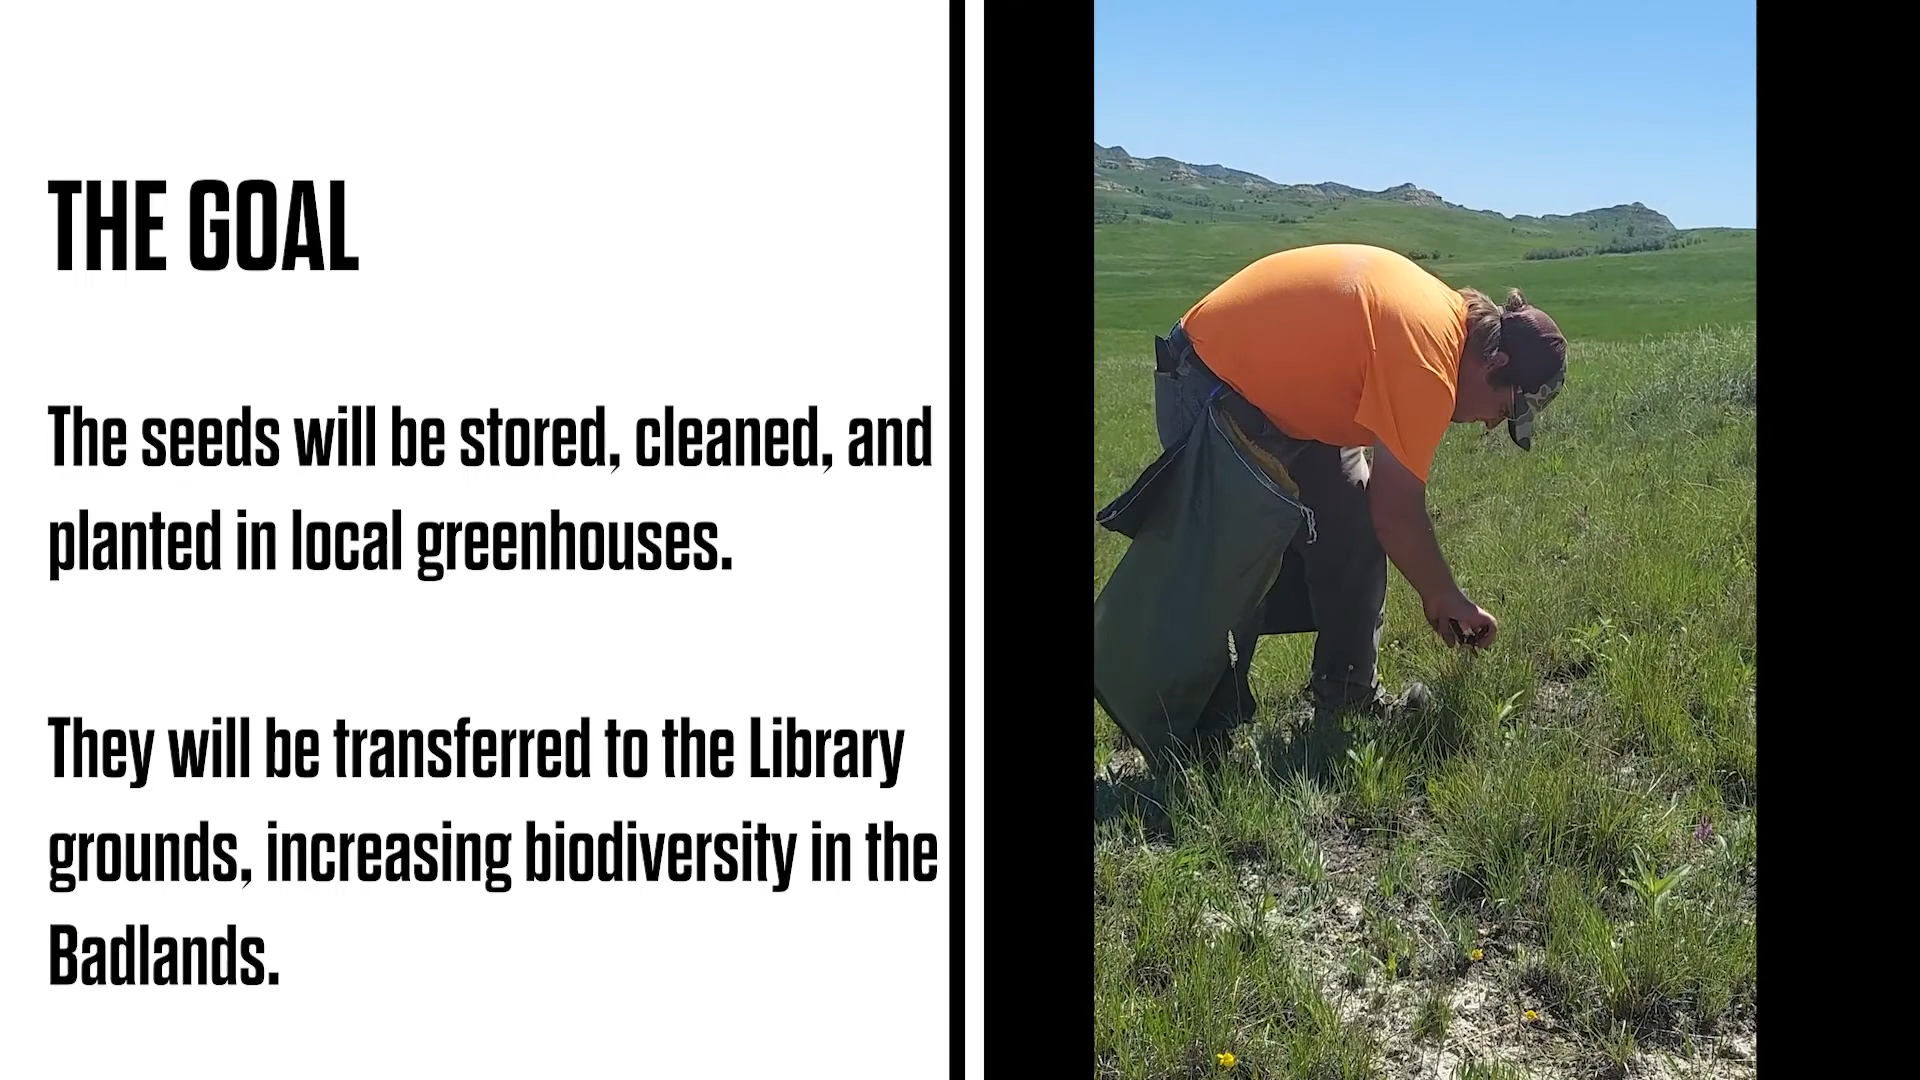 THE GOAL
The seeds will be stored, cleaned, and
planted in local greenhouses.
They will be transferred to the Library
grounds, increasing biodiversity in the
Badlands.